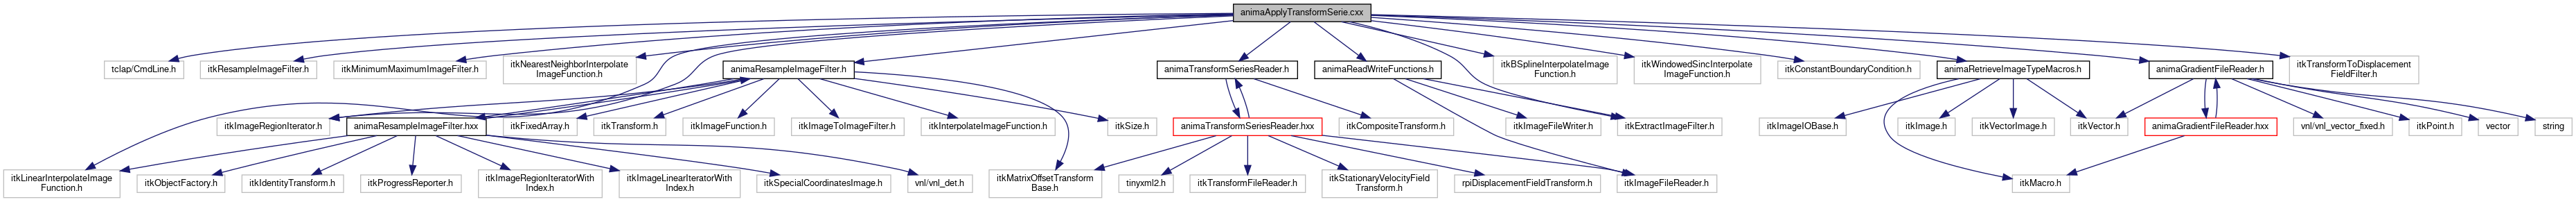 animaApplyTransformSerie.cxx
tclap/CmdLine.h
itkResampleImageFilter.h
itkMinimumMaximumImageFilter.h
itkNearestNeighborInterpolate
ImageFunction.h
animaResampleImageFilter.h
animaTransformSeriesReader.h
animaReadWriteFunctions.h
itkBSplineInterpolateImage
Function.h
itkWindowedSincInterpolate
ImageFunction.h
itkConstantBoundaryCondition.h
animaRetrieveImageTypeMacros.h
animaGradientFileReader.h
itkTransformToDisplacement
FieldFilter.h
itkImageRegionIterator.h
animaResampleImageFilter.hxx
itkFixedArray.h
itkTransform.h
itkImageFunction.h
itkImageToImageFilter.h
itkInterpolateImageFunction.h
itkSize.h
animaTransformSeriesReader.hxx
itkCompositeTransform.h
itkImageFileWriter.h
itkExtractImageFilter.h
itkImageIOBase.h
itkImage.h
itkVectorImage.h
itkVector.h
animaGradientFileReader.hxx
vnl/vnl_vector_fixed.h
itkPoint.h
vector
string
itkLinearInterpolateImage
Function.h
itkObjectFactory.h
itkIdentityTransform.h
itkProgressReporter.h
itkImageRegionIteratorWith
Index.h
itkImageLinearIteratorWith
Index.h
itkSpecialCoordinatesImage.h
vnl/vnl_det.h
itkMatrixOffsetTransform
Base.h
tinyxml2.h
itkTransformFileReader.h
itkStationaryVelocityField
Transform.h
rpiDisplacementFieldTransform.h
itkImageFileReader.h
itkMacro.h